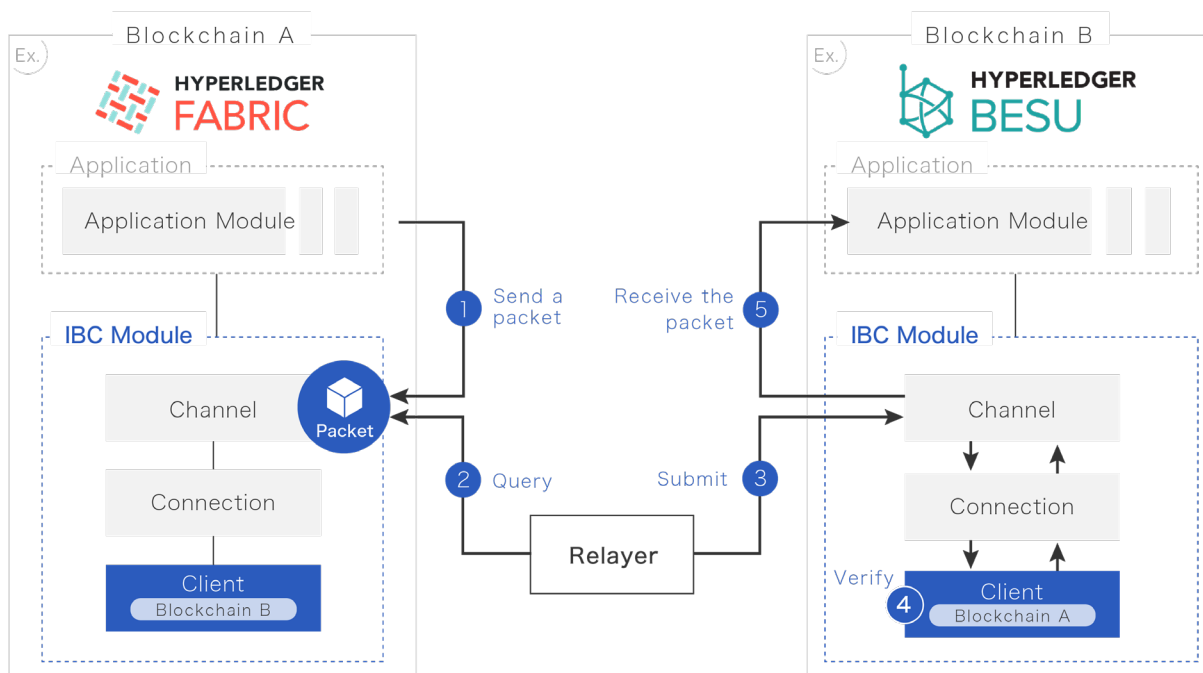 Blockchain A
Ex.
HYPERLEDGER
FABRIC
Application
Application Module
IBC Module
Channel
Packet
Connection
Client
Blockchain B
1
Send a
packet
2
Query
Relayer
Submit
3
Receive the
packet
5
Blockchain B
Ex.
HYPERLEDGER
BESU
Application
Application Module
IBC Module
Channel
Connection
Verify
4
Client
Blockchain A